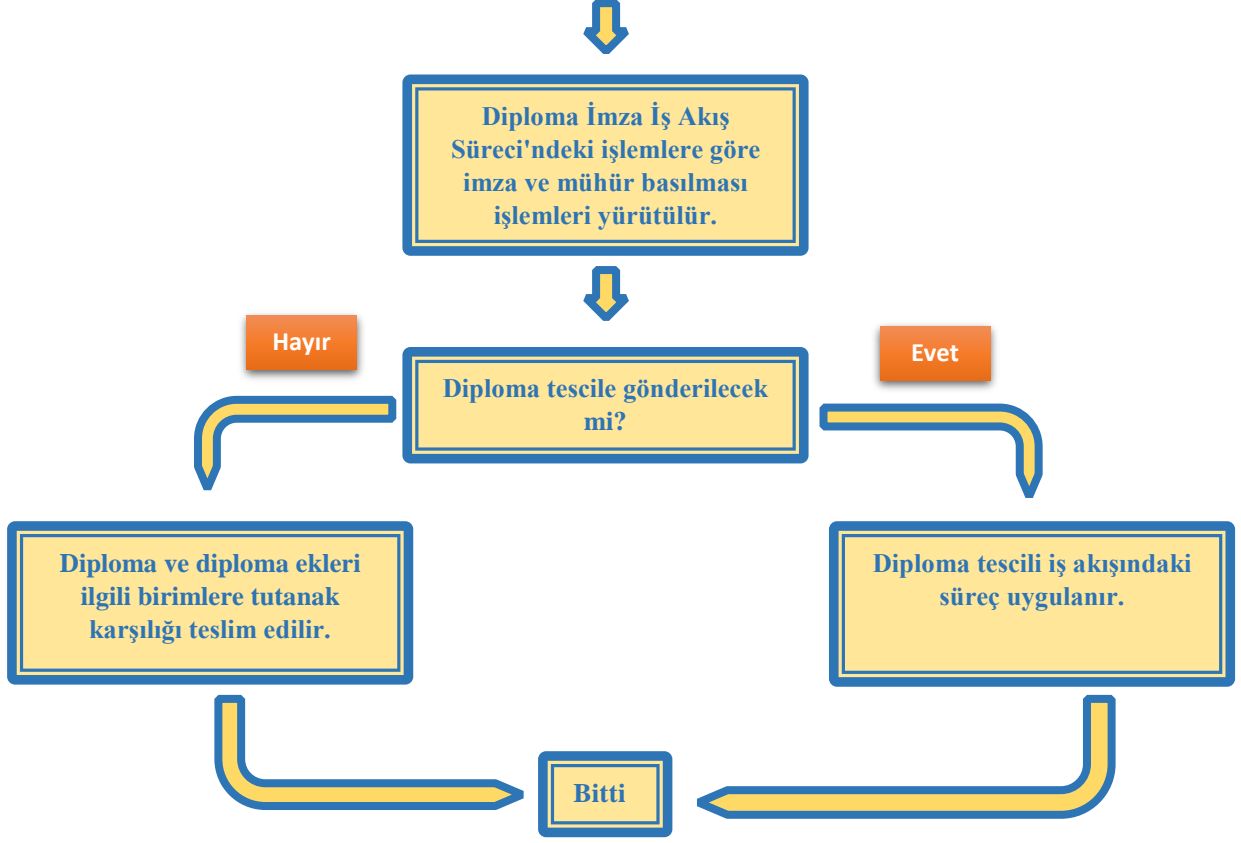 Diploma İmza İş Akış
Süreci'ndeki işlemlere göre
imza ve mühür basılması
işlemleri yürütülür.
Hayır
Evet
Diploma tescile gönderilecek
mi?
Diploma ve diploma ekleri
ilgili birimlere tutanak
karşılığı teslim edilir.
Diploma tescili iş akışındaki
süreç uygulanır.
Bitti